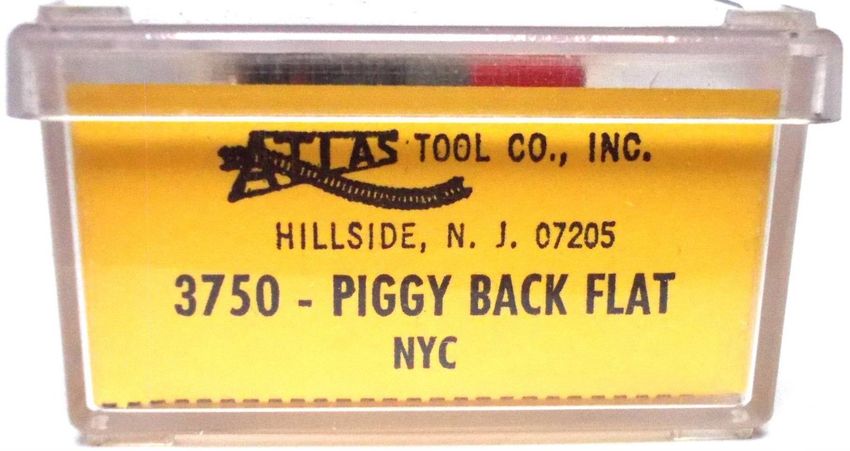 ATLAS TOOL CO., INC.
HILLSIDE, N. J. 07205
3750 - PIGGY BACK FLAT
NYC